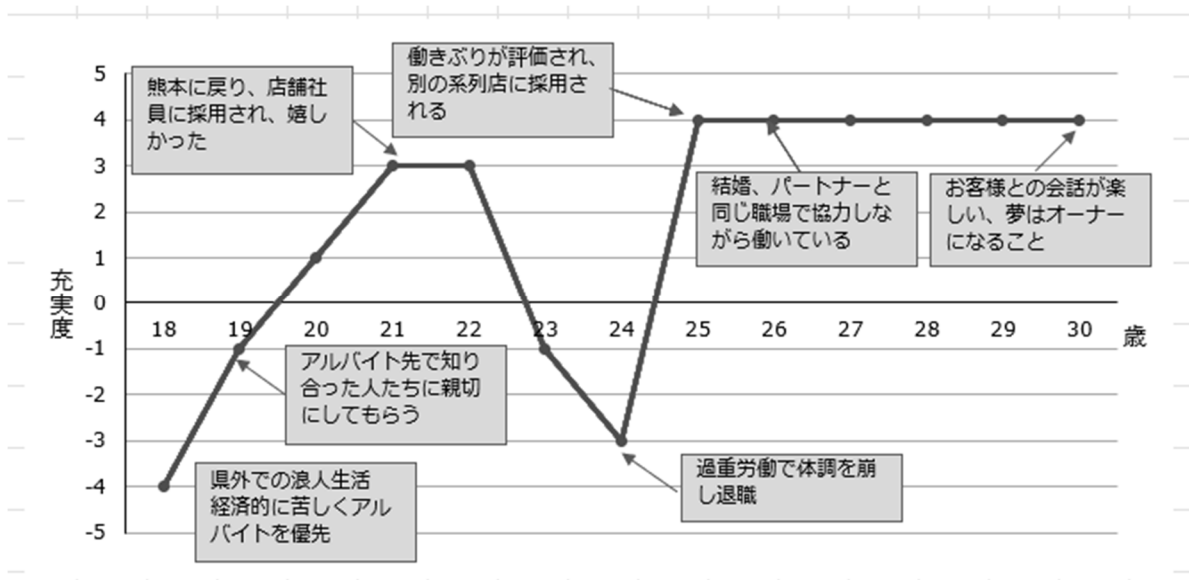 働きぶりが評価され、
別の系列店に採用さ
れる
熊本に戻り、店舗社
員に採用され、嬉し
かった
5
4
3
2
1
0
-1
-2
-3
-4
-5
充実度
結婚、パートナーと
同じ職場で協力しな
がら働いている
お客様との会話が楽
しい、夢はオーナー
になること
18 19 20 21 22 23 24 25 26 27 28 29 30
歳
アルバイト先で知り
合った人たちに親切
にしてもらう
県外での浪人生活
経済的に苦しくアル
バイトを優先
過重労働で体調を崩
し退職